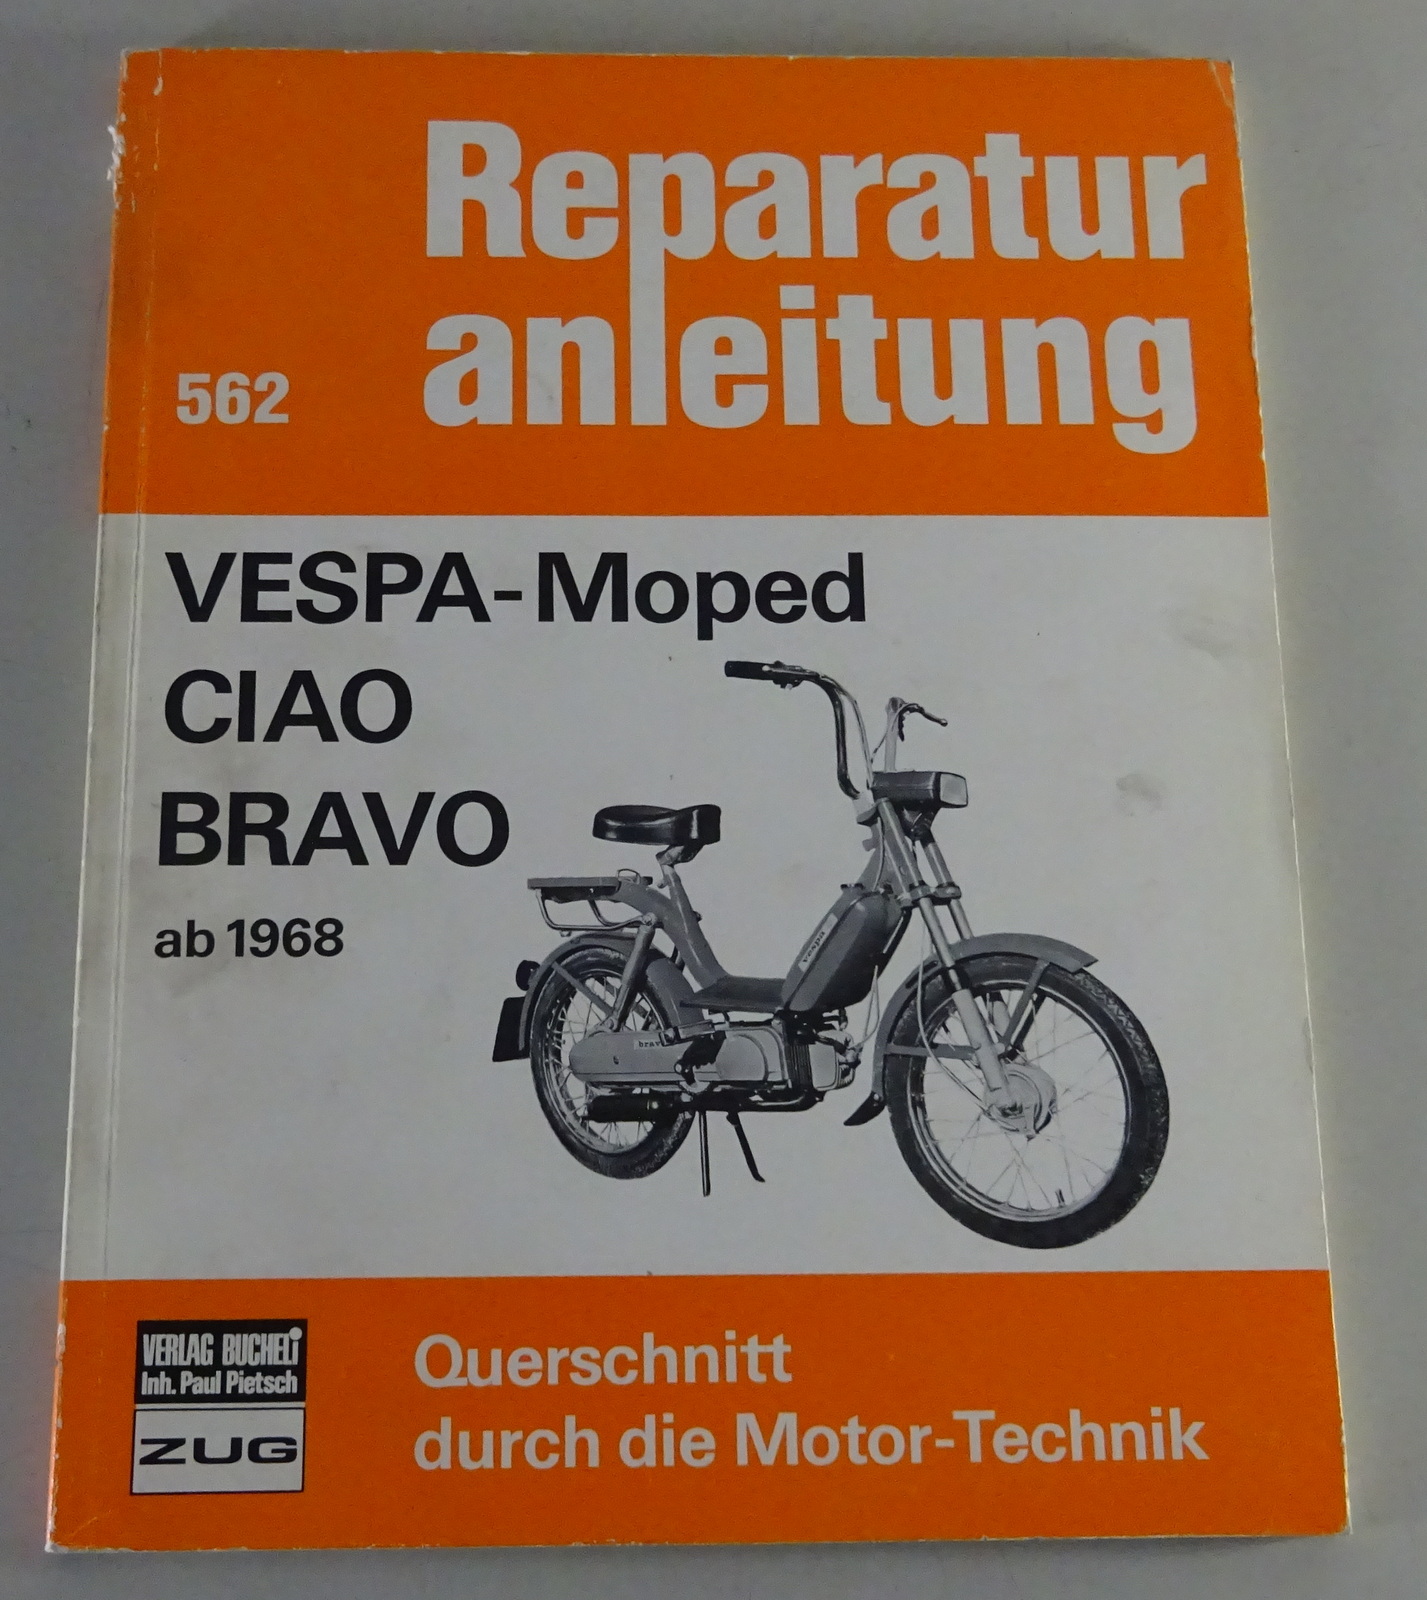 Reparatur
anleitung
562
VESPA-Moped
CIAO
BRAVO
ab 1968
vespa
bravo
VERLAG BUCHELi
Inh. Paul Pietsch
ZUG
Querschnitt
durch die Motor-Technik